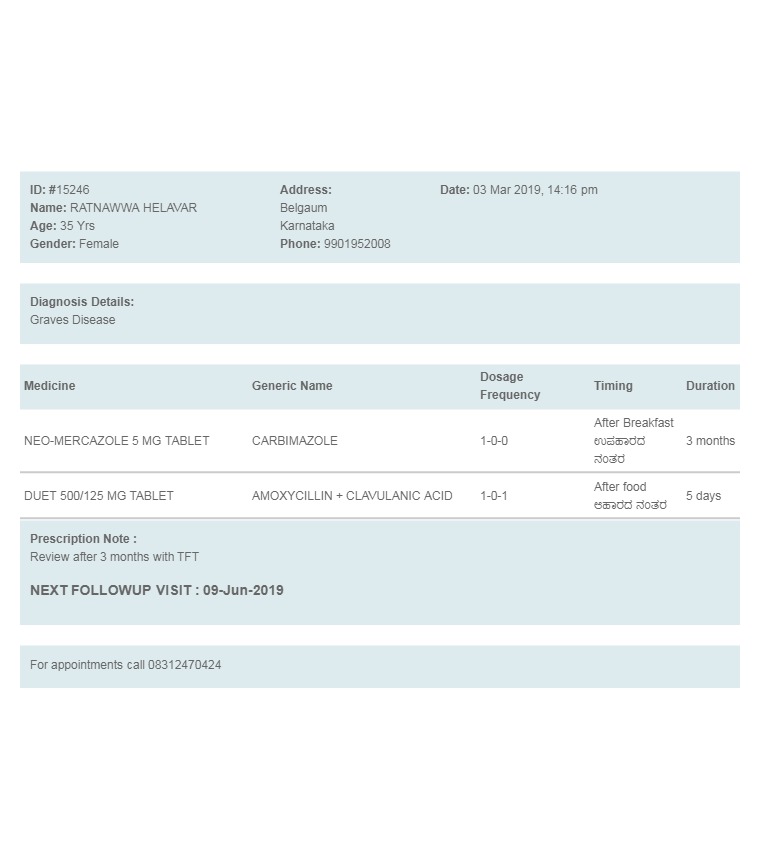 ID: #15246
Name: RATNAWWA HELAVAR
Age: 35 Yrs
Gender: Female
Address:
Belgaum
Karnataka
Phone: 9901952008
Date: 03 Mar 2019, 14:16 pm
Diagnosis Details:
Graves Disease
Medicine Generic Name Dosage Frequency Timing Duration
NEO-MERCAZOLE 5 MG TABLET CARBIMAZOLE 1-0-0 After Breakfast 3 months
ಉಪಹಾರದ
ನಂತರ
DUET 500/125 MG TABLET AMOXYCILLIN + CLAVULANIC ACID 1-0-1 After food 5 days
ಅಹಾರದ ನಂತರ
Prescription Note :
Review after 3 months with TFT
NEXT FOLLOWUP VISIT : 09-Jun-2019
For appointments call 08312470424